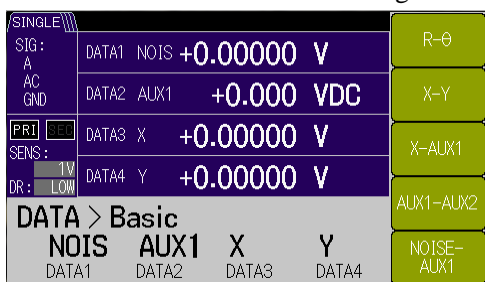 SINGLE
SIG:
A
AC
GND
PRI SEC
SENS:
1V
DR: LOW
DATA1 NOIS +0.00000 V
DATA2 AUX1 +0.000 VDC
DATA3 X +0.00000 V
DATA4 Y +0.00000 V
DATA > Basic
NOIS AUX1 X Y
DATA1 DATA2 DATA3 DATA4
R-θ
X-Y
X-AUX1
AUX1-AUX2
NOISE-
AUX1